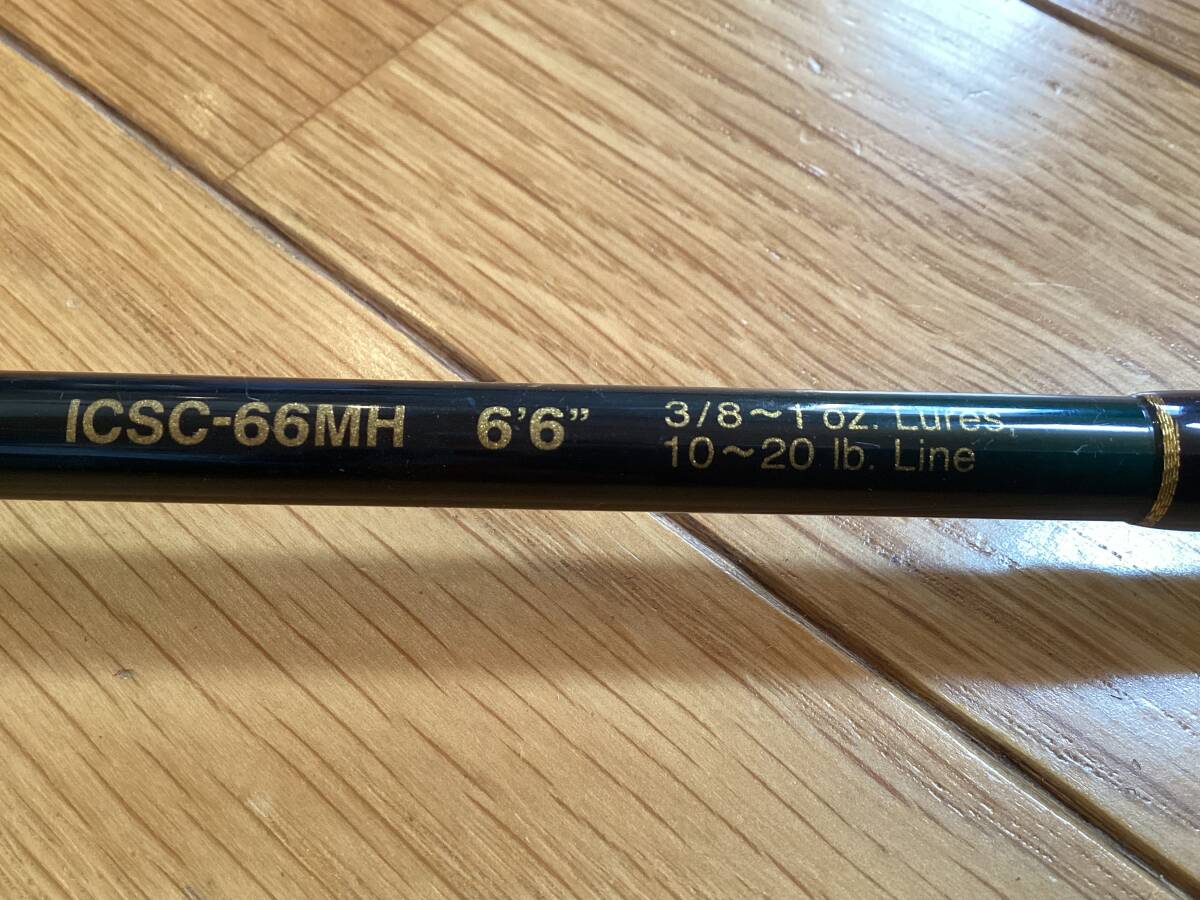 ICSC-66MH 6'6" 3/8~1 oz. Lures,
10~20 lb. Line